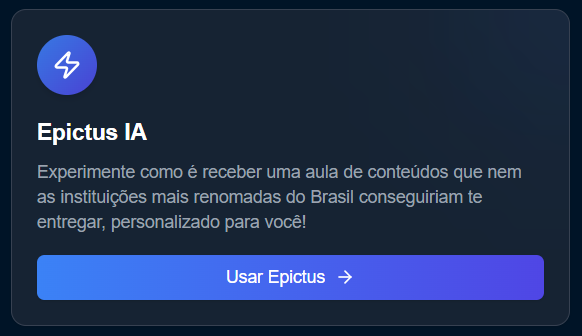 Epictus IA
Experimente como é receber uma aula de conteúdos que nem
as instituições mais renomadas do Brasil conseguiriam te
entregar, personalizado para você!
Usar Epictus